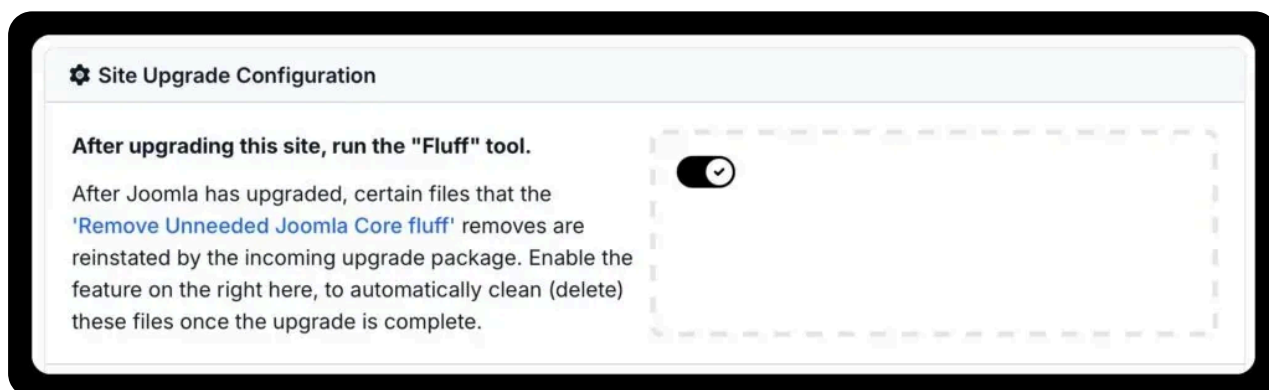 Site Upgrade Configuration
After upgrading this site, run the "Fluff" tool.
After Joomla has upgraded, certain files that the
'Remove Unneeded Joomla Core fluff' removes are
reinstated by the incoming upgrade package. Enable the
feature on the right here, to automatically clean (delete)
these files once the upgrade is complete.